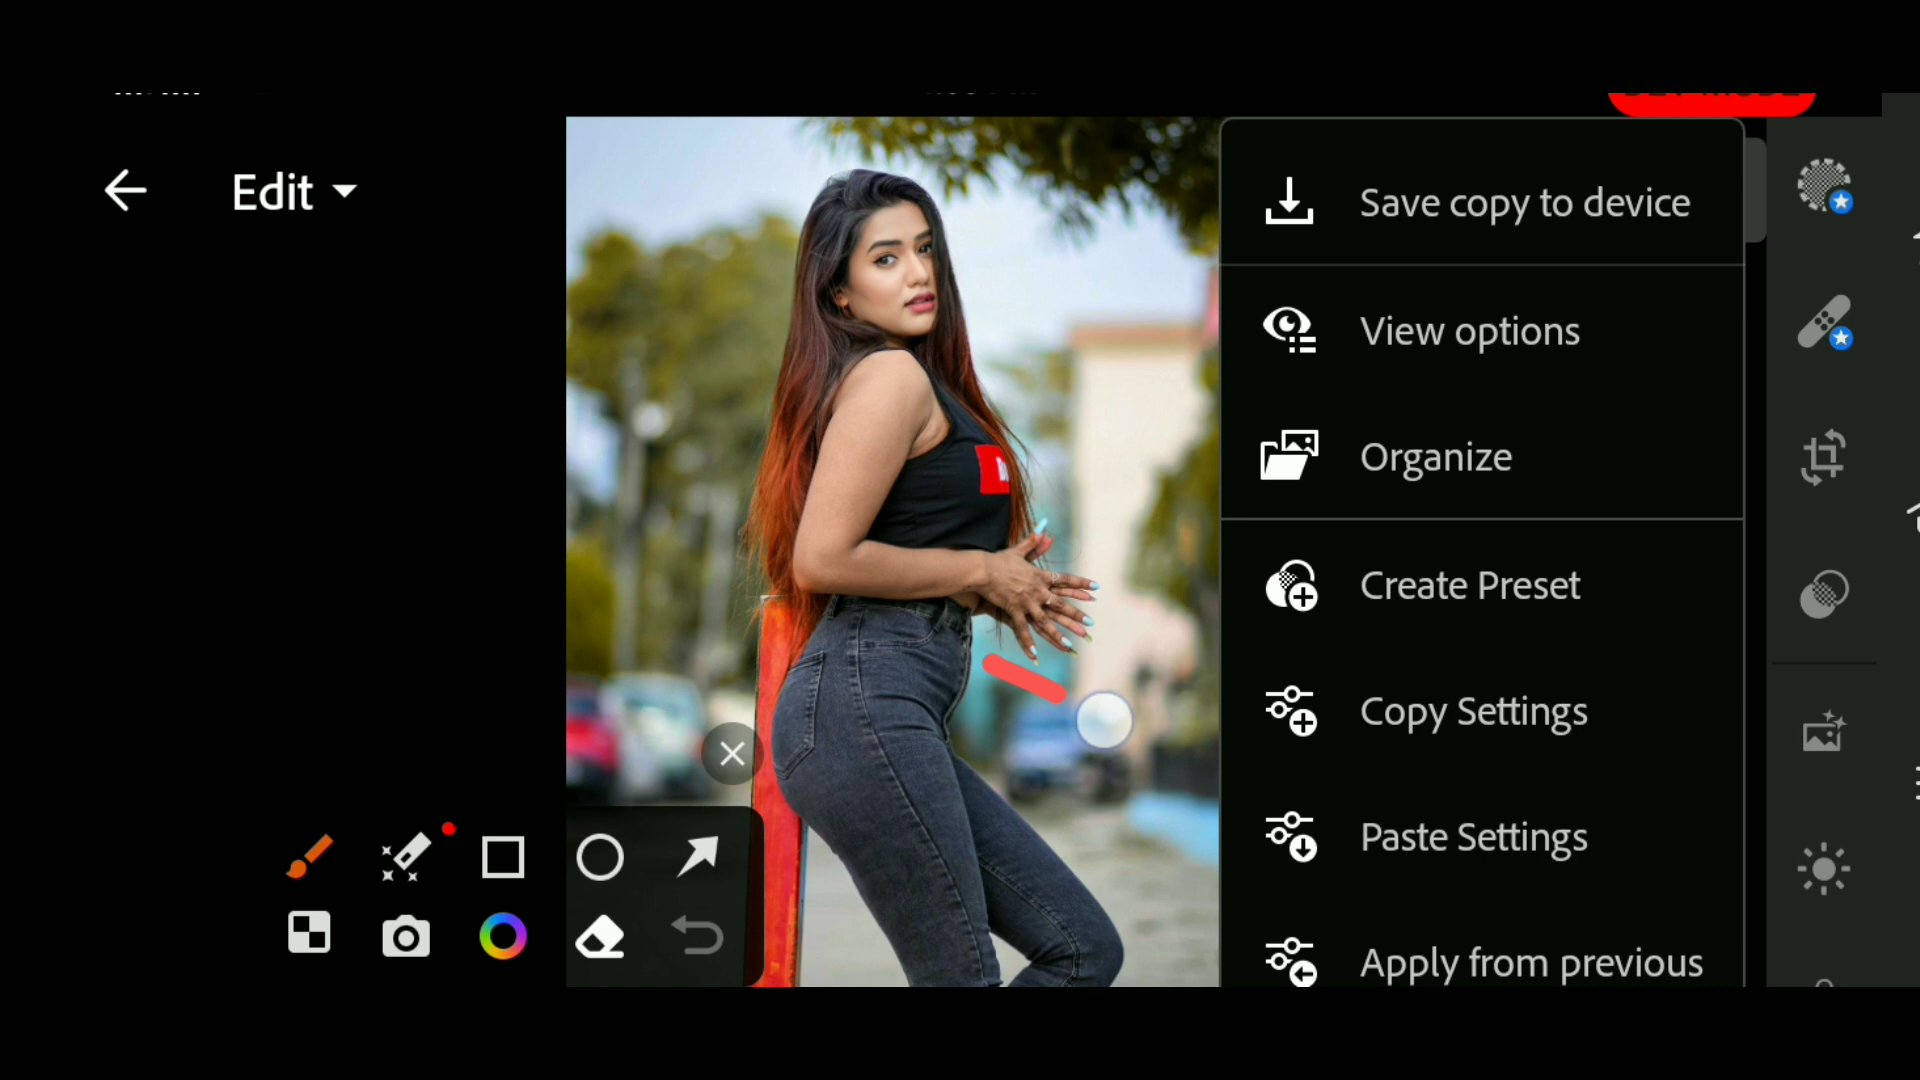 Edit
Save copy to device
View options
Organize
Create Preset
Copy Settings
Paste Settings
Apply from previous